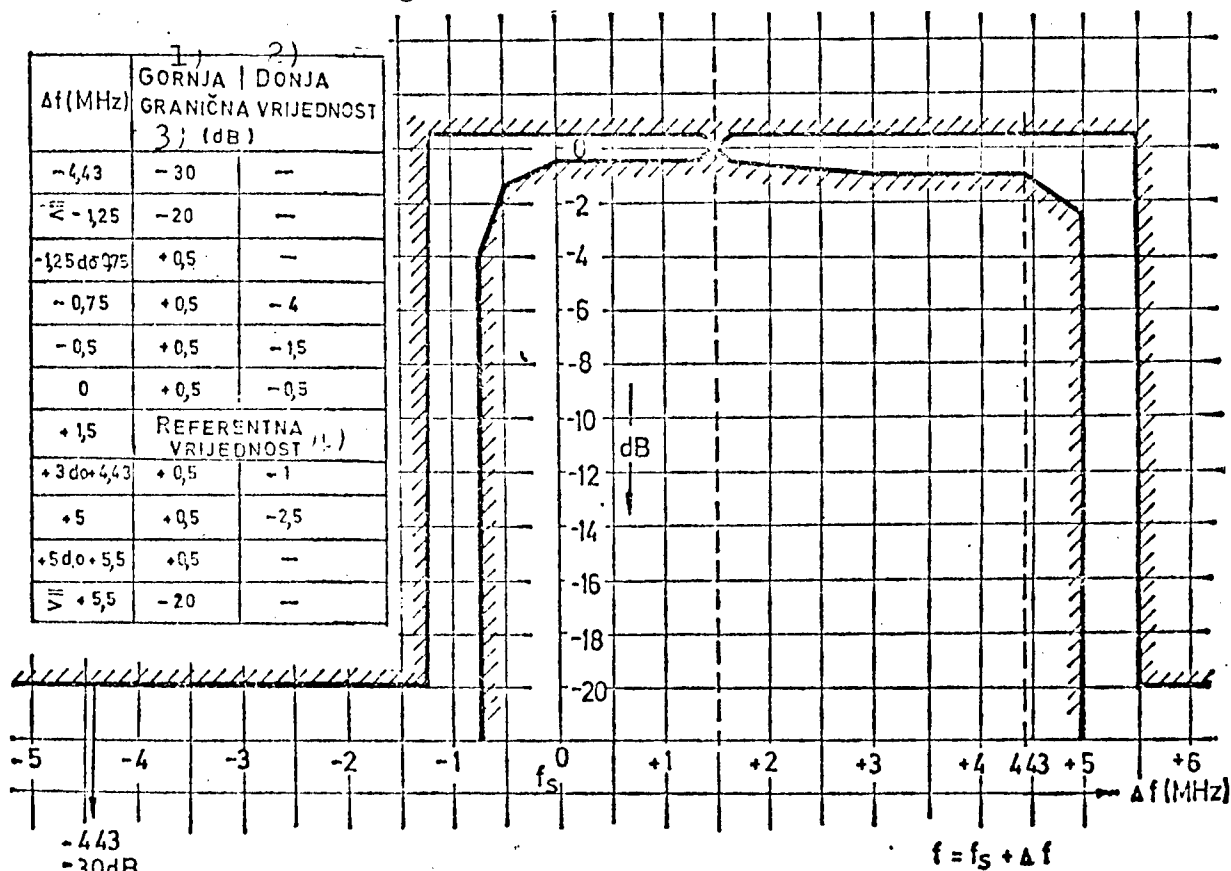 1) 2)
Δf(MHz) GORNJA | DONJA
GRANIČNA VRIJEDNOST
3) (dB)
-4,43 -30 —
≦ -1,25 -20 —
-1,25 do 0,75 +0,5 —
-0,75 +0,5 -4
-0,5 +0,5 -1,5
0 +0,5 -0,5
+1,5 REFERENTNA
VRIJEDNOST
+3 do+4,43 +0,5 -1
+5 +0,5 -2,5
+5 do +5,5 +0,5 —
≧ +5,5 -20 —
0
-2
-4
-6
-8
-10
dB
-12
-14
-16
-18
-20
-5 -4 -3 -2 -1 0 +1 +2 +3 +4 4 43 +5 +6
fs
Δf(MHz)
-4 43
-30dB
f = fs + Δf